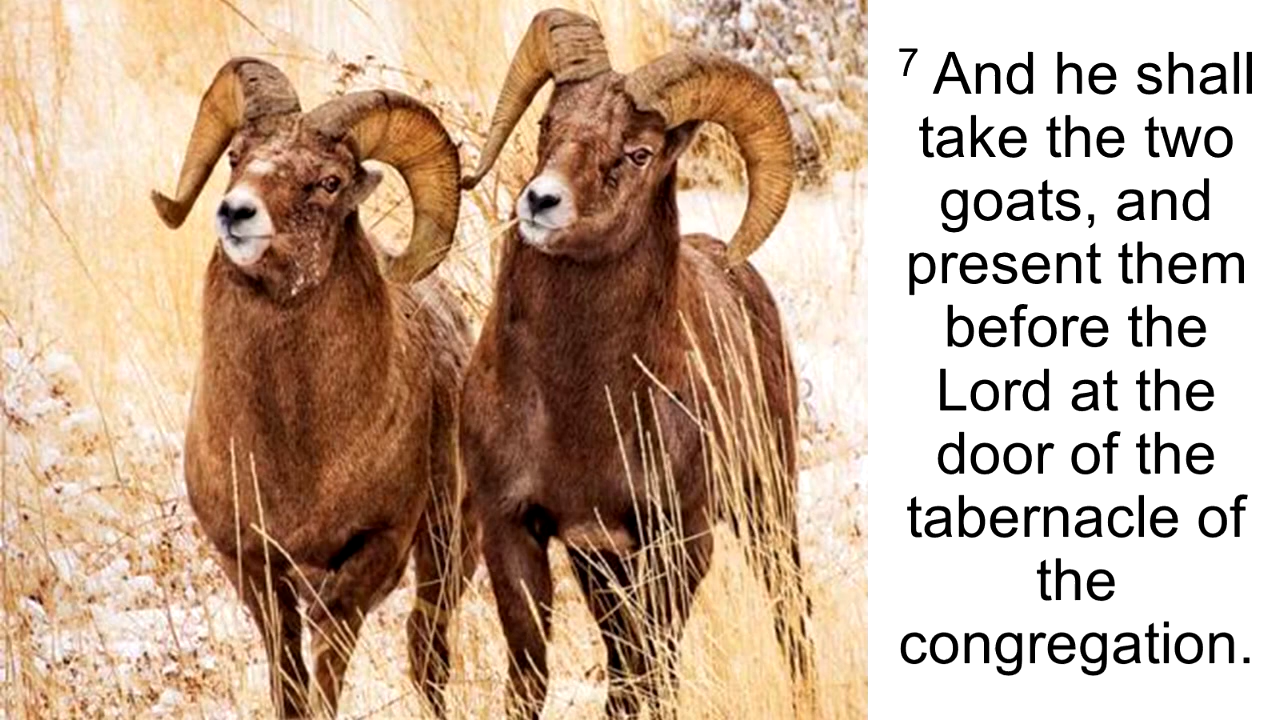 7 And he shall
take the two
goats, and
present them
before the
Lord at the
door of the
tabernacle of
the
congregation.